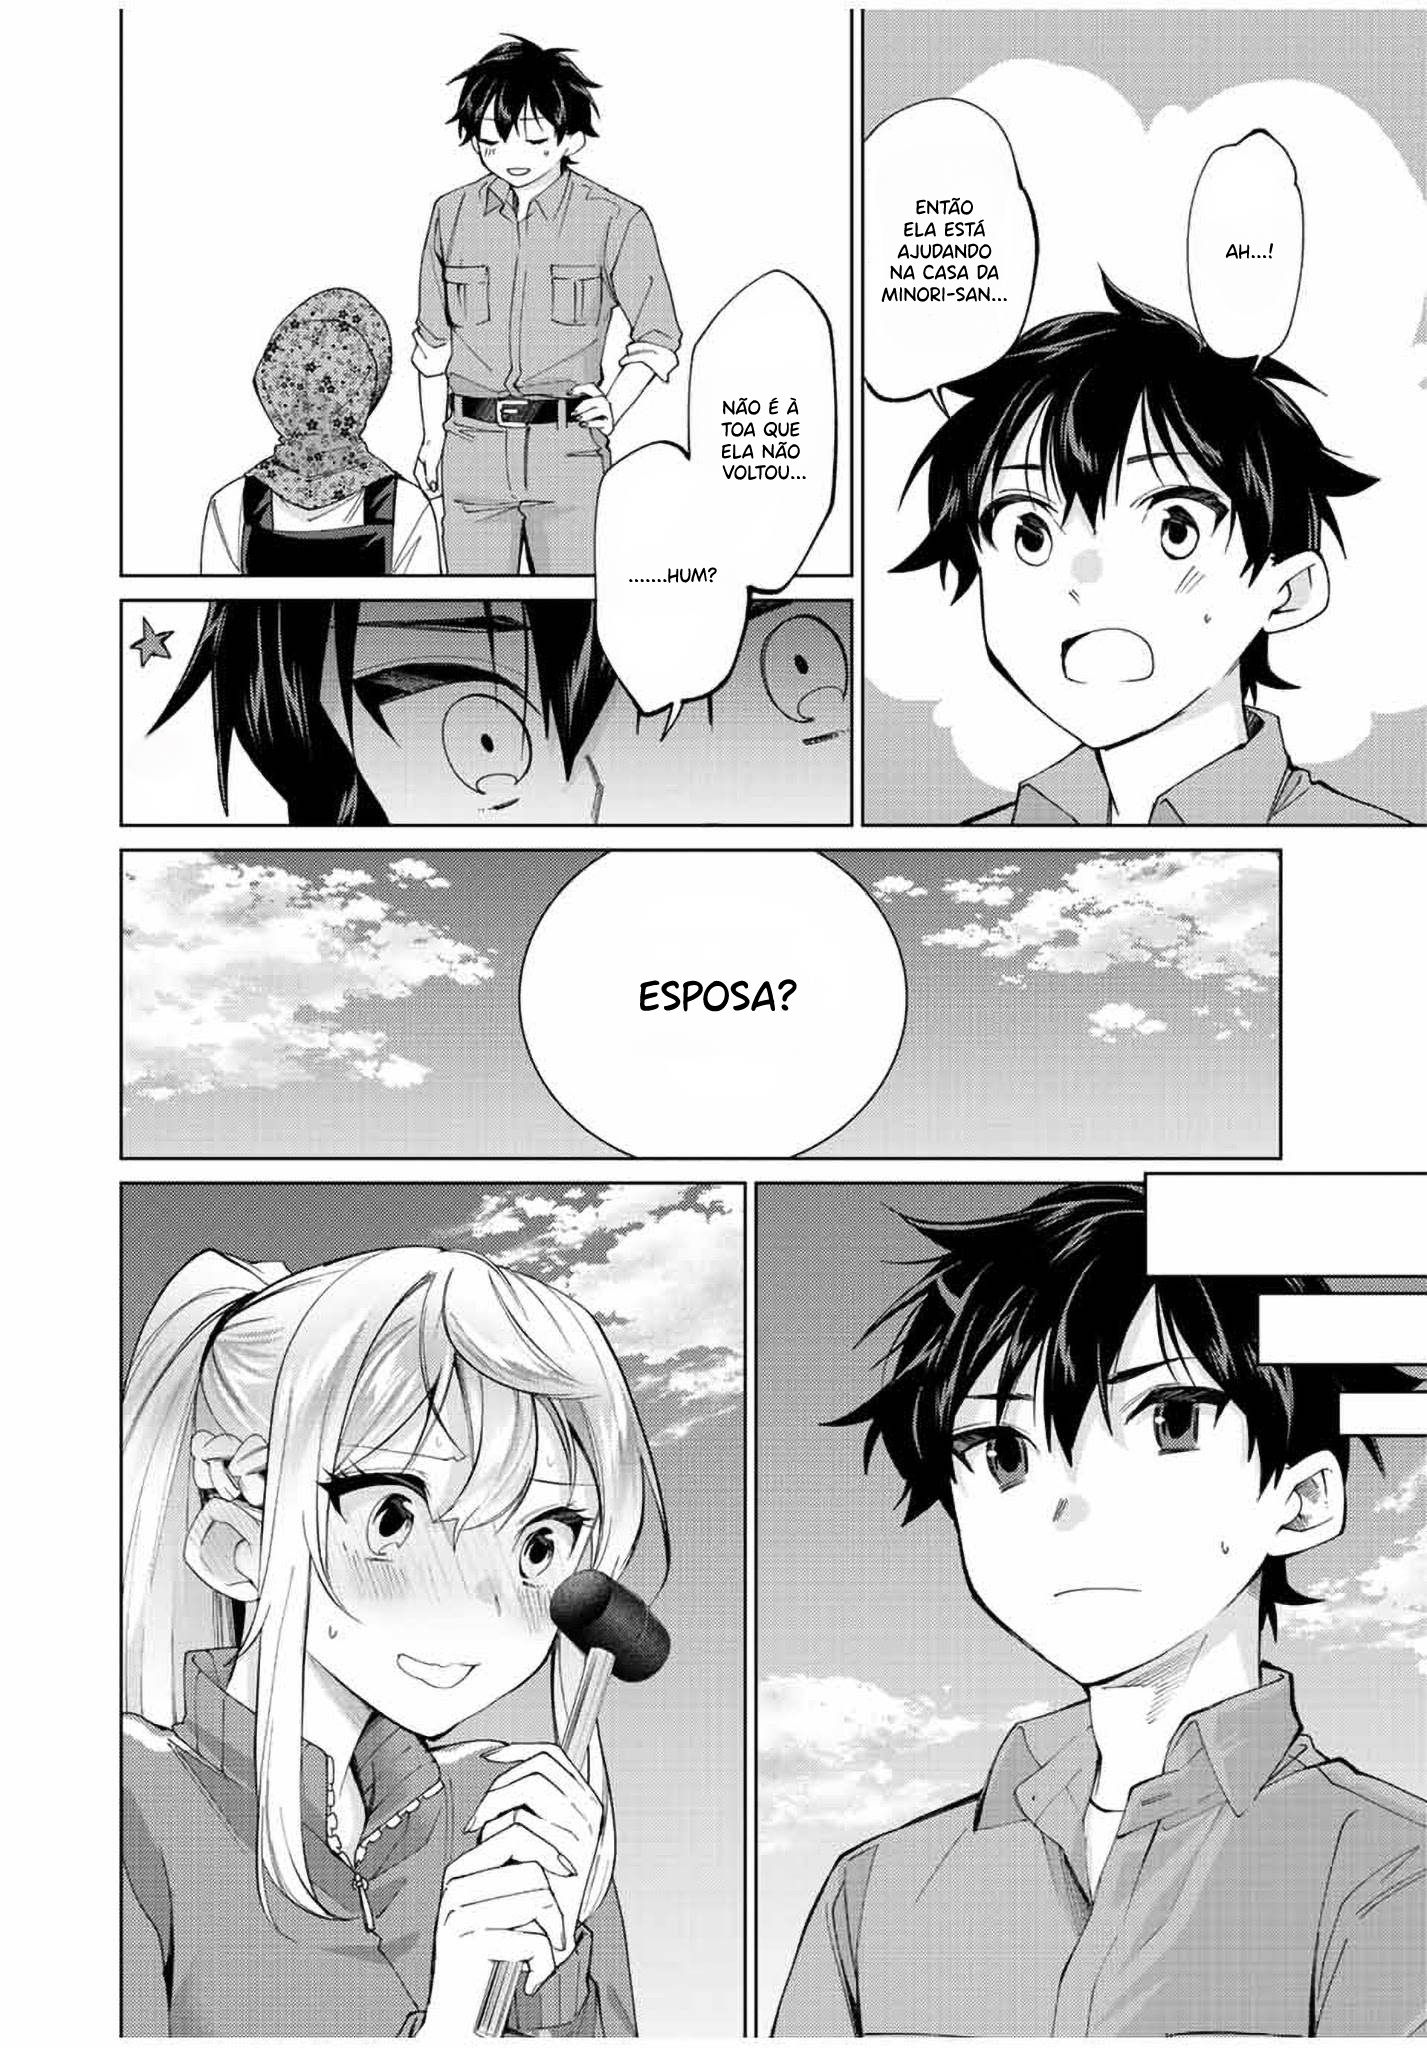 AH...!
ENTÃO
ELA ESTÁ
AJUDANDO
NA CASA DA
MINORI-SAN...
NÃO É À
TOA QUE
ELA NÃO
VOLTOU...
.......HUM?
ESPOSA?